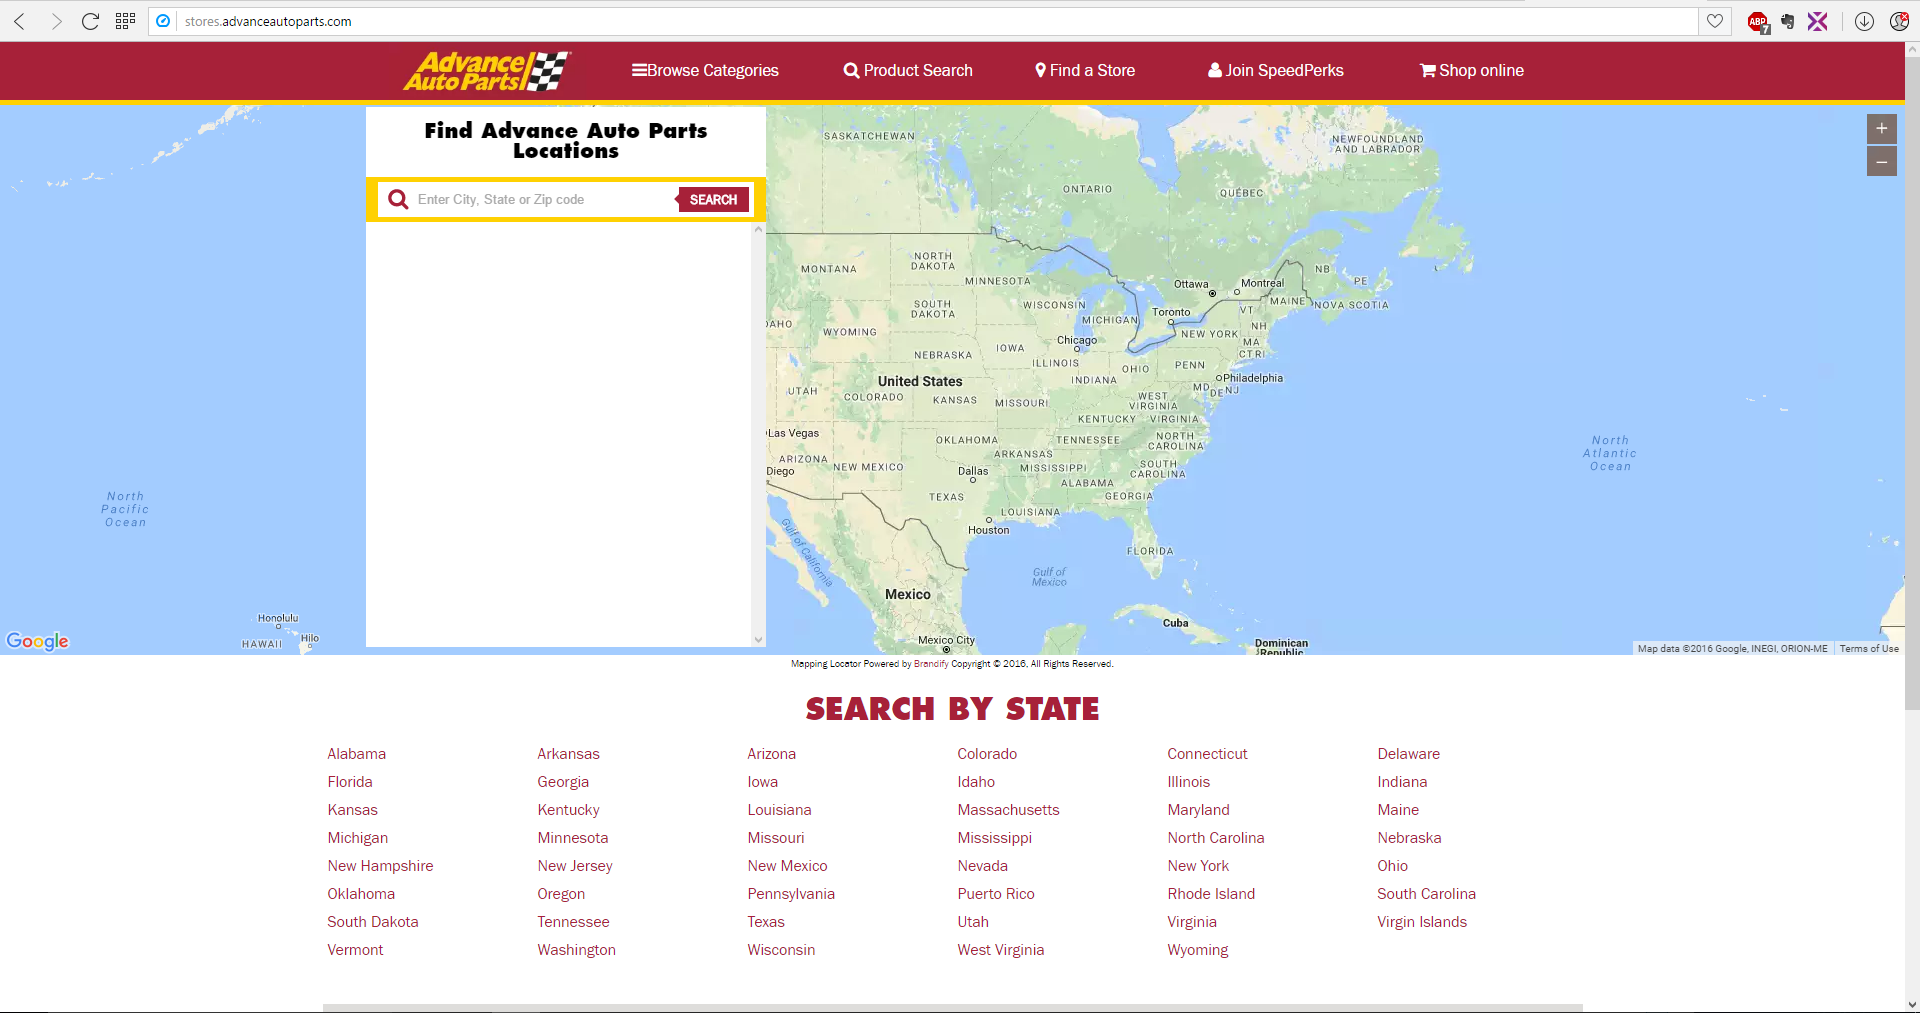 stores.advanceautoparts.com
ABP
7
Advance
Auto Parts
Browse Categories
Product Search
Find a Store
Join SpeedPerks
Shop online
Find Advance Auto Parts
Locations
Enter City, State or Zip code
SEARCH
+
−
SASKATCHEWAN
NEWFOUNDLAND
AND LABRADOR
ONTARIO
QUÉBEC
MONTANA
NORTH
DAKOTA
MINNESOTA
NB
PE
Ottawa
Montreal
MAINE
NOVA SCOTIA
SOUTH
DAKOTA
WISCONSIN
MICHIGAN
Toronto
VT
NH
DAHO
WYOMING
NEW YORK
MA
CT RI
Chicago
NEBRASKA
IOWA
ILLINOIS
OHIO
PENN
INDIANA
Philadelphia
United States
UTAH
COLORADO
KANSAS
MISSOURI
MD
DE
NJ
WEST
VIRGINIA
KENTUCKY
VIRGINIA
Las Vegas
OKLAHOMA
TENNESSEE
NORTH
CAROLINA
ARIZONA
NEW MEXICO
ARKANSAS
MISSISSIPPI
SOUTH
CAROLINA
Diego
Dallas
ALABAMA
TEXAS
GEORGIA
LOUISIANA
Houston
FLORIDA
Gulf of California
Gulf of
Mexico
Mexico
Mexico City
Cuba
Dominican
Republic
North
Pacific
Ocean
North
Atlantic
Ocean
Honolulu
HAWAII
Hilo
Google
Map data ©2016 Google, INEGI, ORION-ME
Terms of Use
Mapping Locator Powered by Brandify Copyright © 2016, All Rights Reserved.
SEARCH BY STATE
Alabama Arkansas Arizona Colorado Connecticut Delaware
Florida Georgia Iowa Idaho Illinois Indiana
Kansas Kentucky Louisiana Massachusetts Maryland Maine
Michigan Minnesota Missouri Mississippi North Carolina Nebraska
New Hampshire New Jersey New Mexico Nevada New York Ohio
Oklahoma Oregon Pennsylvania Puerto Rico Rhode Island South Carolina
South Dakota Tennessee Texas Utah Virginia Virgin Islands
Vermont Washington Wisconsin West Virginia Wyoming